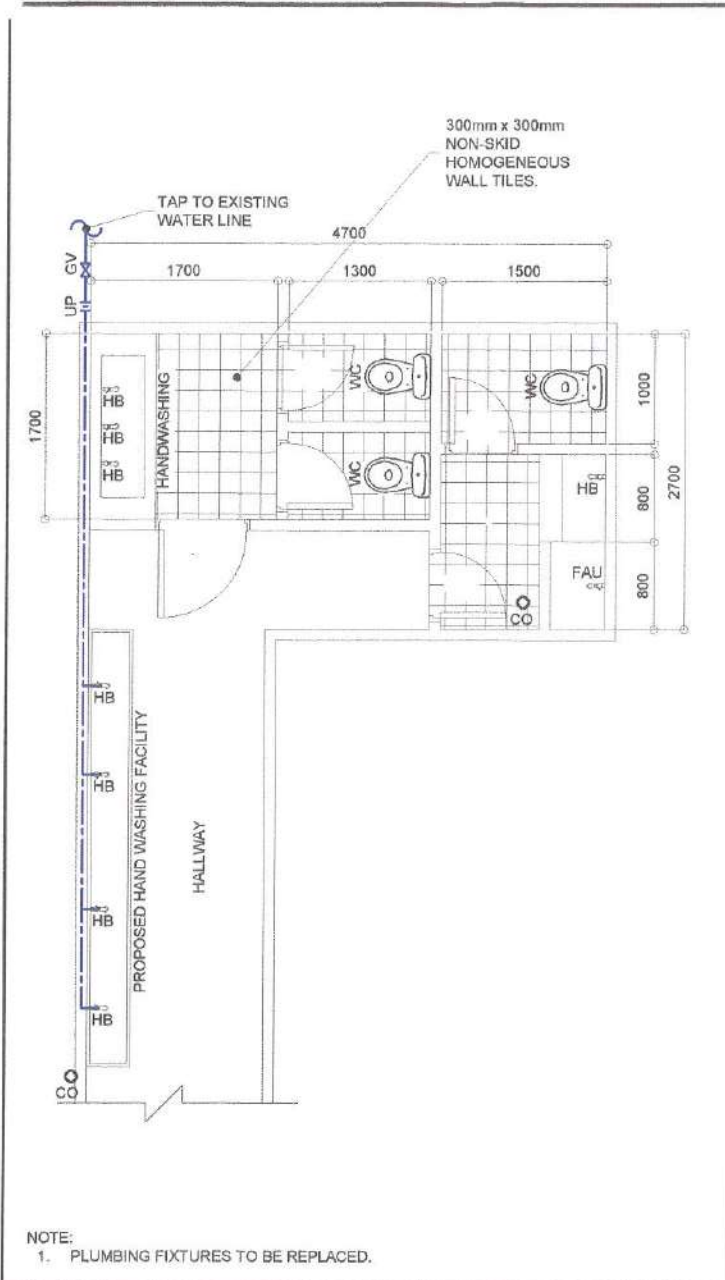 300mm x 300mm
NON-SKID
HOMOGENEOUS
WALL TILES.
TAP TO EXISTING
WATER LINE
4700
GV
1700
1300
1500
UP
1700
HB
HB
HB
HANDWASHING
WC
WC
WC
1000
2700
HB
800
FAU
800
CO
HB
HB
HB
HB
PROPOSED HAND WASHING FACILITY
HALLWAY
CO
NOTE:
1. PLUMBING FIXTURES TO BE REPLACED.